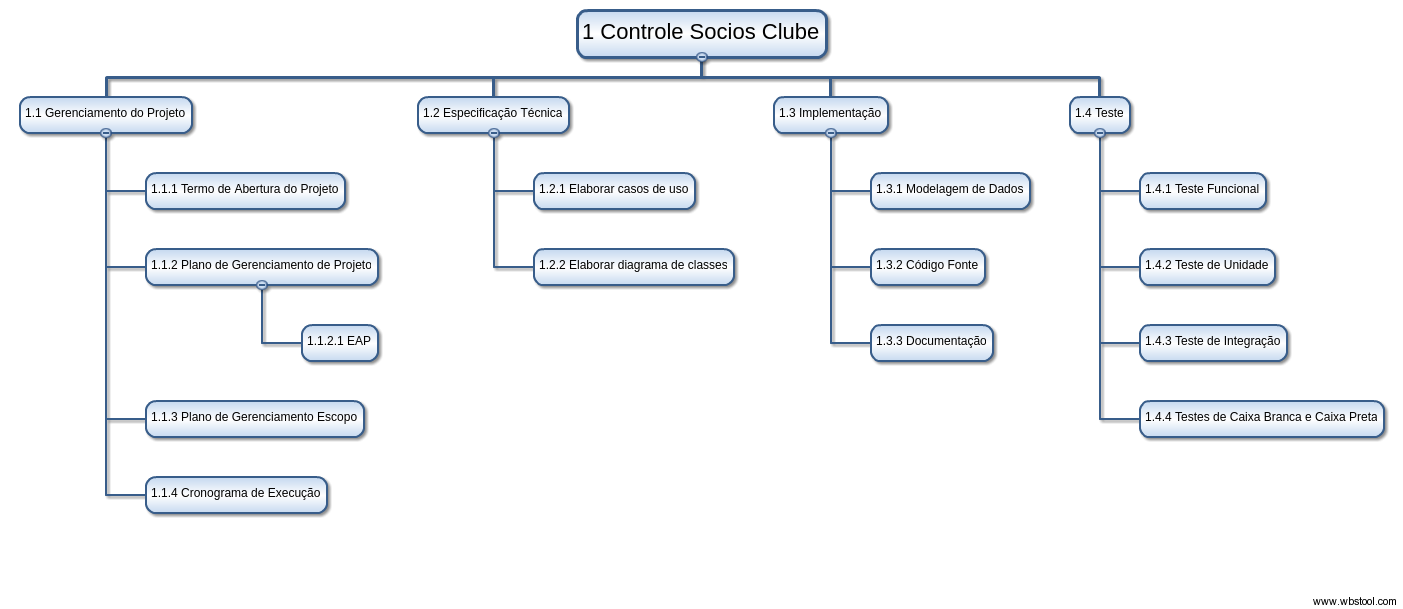 1 Controle Socios Clube
1.1 Gerenciamento do Projeto
1.1.1 Termo de Abertura do Projeto
1.1.2 Plano de Gerenciamento de Projeto
1.1.2.1 EAP
1.1.3 Plano de Gerenciamento Escopo
1.1.4 Cronograma de Execução
1.2 Especificação Técnica
1.2.1 Elaborar casos de uso
1.2.2 Elaborar diagrama de classes
1.3 Implementação
1.3.1 Modelagem de Dados
1.3.2 Código Fonte
1.3.3 Documentação
1.4 Teste
1.4.1 Teste Funcional
1.4.2 Teste de Unidade
1.4.3 Teste de Integração
1.4.4 Testes de Caixa Branca e Caixa Preta
www.wbstool.com